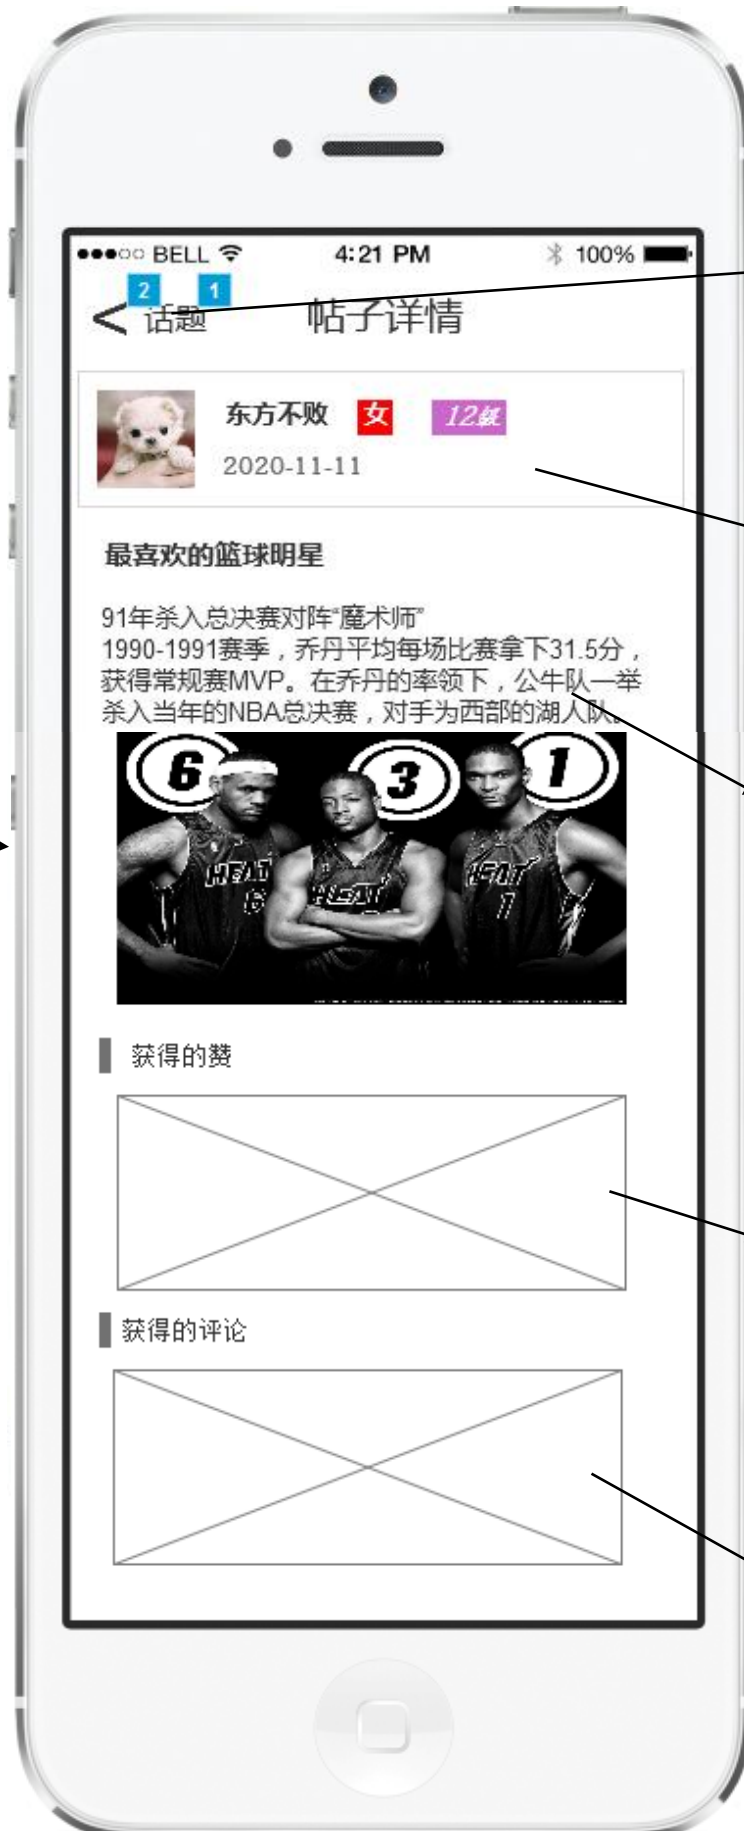 BELL 4:21 PM 100%
2 1
< 话题 帖子详情
东方不败 女 12级
2020-11-11
最喜欢的篮球明星
91年杀入总决赛对阵“魔术师”
1990-1991赛季，乔丹平均每场比赛拿下31.5分，
获得常规赛MVP。在乔丹的率领下，公牛队一举
杀入当年的NBA总决赛，对手为西部的湖人队。
6 3 1
HEAT HEAT HEAT
6 1
获得的赞
获得的评论